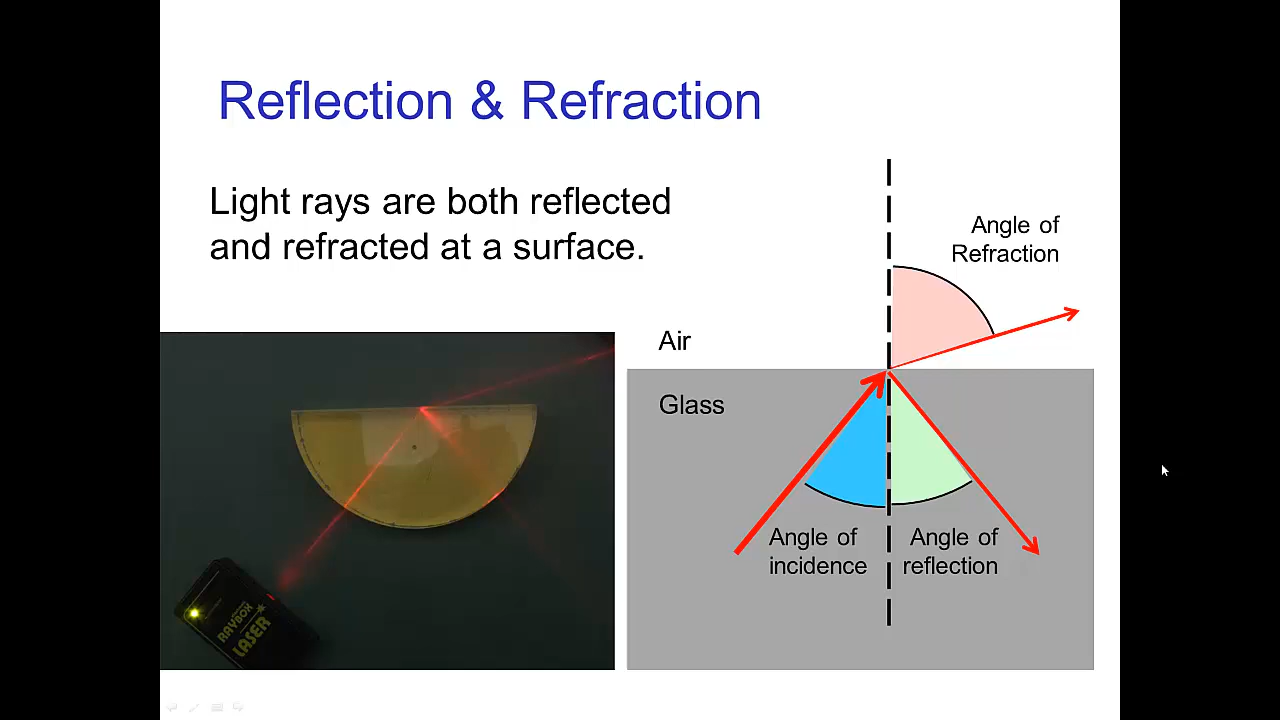 Reflection & Refraction
Light rays are both reflected
and refracted at a surface.
Angle of
Refraction
Air
Glass
Angle of
incidence
Angle of
reflection
RAYBOX
LASER